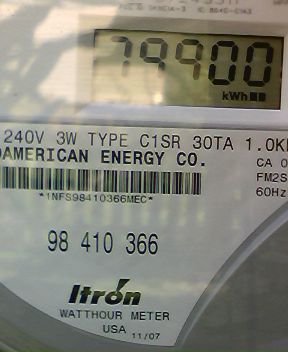 79900
kWh
240V 3W TYPE C1SR 30TA 1.0K
AMERICAN ENERGY CO.
CA 0
*1NFS98410366MEC*
FM2S
60Hz
98 410 366
Itron
WATTHOUR METER
USA 11/07